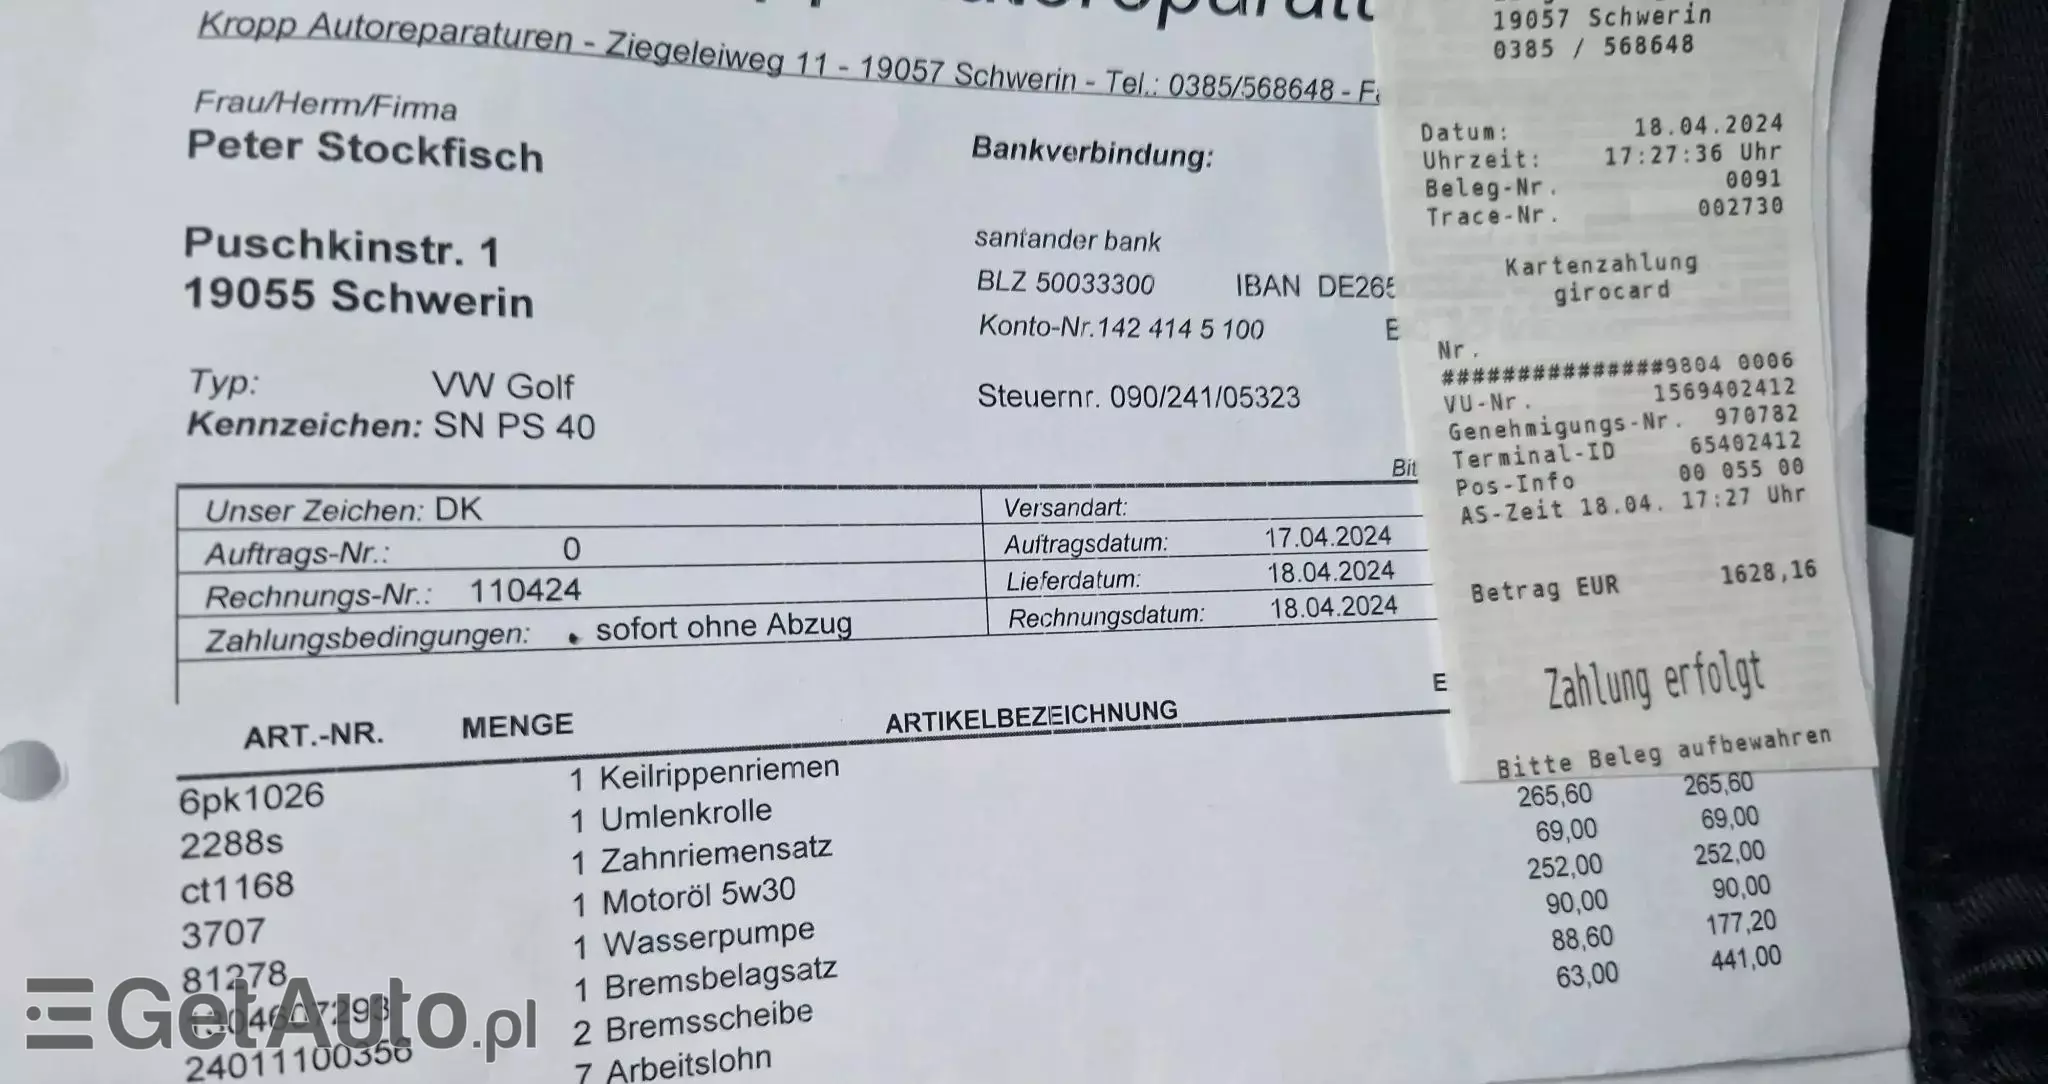 Kropp Autoreparaturen - Ziegeleiweg 11 - 19057 Schwerin - Tel.: 0385/568648 -
Frau/Herrn/Firma
Peter Stockfisch
Puschkinstr. 1
19055 Schwerin
Bankverbindung:
santander bank
BLZ 50033300 IBAN DE265
Konto-Nr.142 414 5 100
Steuernr. 090/241/05323
Typ: VW Golf
Kennzeichen: SN PS 40
Bit
Unser Zeichen: DK
Auftrags-Nr.: 0
Rechnungs-Nr.: 110424
Zahlungsbedingungen: sofort ohne Abzug
Versandart:
Auftragsdatum: 17.04.2024
Lieferdatum: 18.04.2024
Rechnungsdatum: 18.04.2024
ART.-NR. MENGE ARTIKELBEZEICHNUNG E
6pk1026 1 Keilrippenriemen
2288s 1 Umlenkrolle
ct1168 1 Zahnriemensatz
3707 1 Motoröl 5w30
81278 1 Wasserpumpe
1 Bremsbelagsatz
24011100356 2 Bremsscheibe
7 Arbeitslohn
265,60 265,60
69,00 69,00
252,00 252,00
90,00 90,00
88,60 177,20
63,00 441,00
19057 Schwerin
0385 / 568648
Datum: 18.04.2024
Uhrzeit: 17:27:36 Uhr
Beleg-Nr. 0091
Trace-Nr. 002730
Kartenzahlung
girocard
Nr.
###############9804 0006
VU-Nr. 1569402412
Genehmigungs-Nr. 970782
Terminal-ID 65402412
Pos-Info 00 055 00
AS-Zeit 18.04. 17:27 Uhr
Betrag EUR 1628,16
Zahlung erfolgt
Bitte Beleg aufbewahren
GetAuto.pl